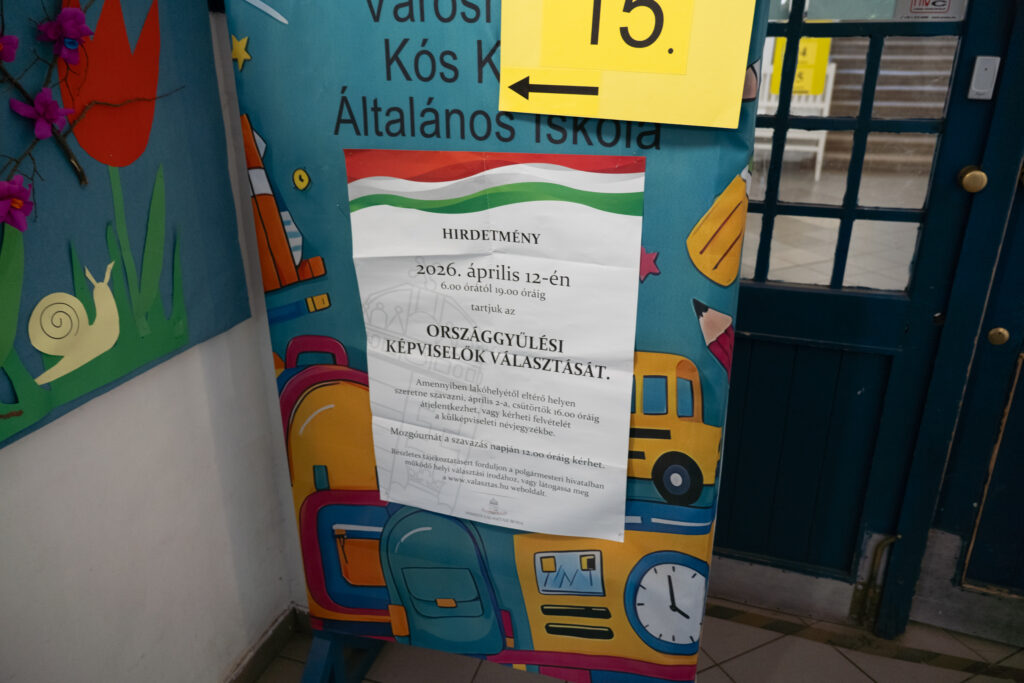 Városl
Kós K
Általános Iskola
15.
HIRDETMÉNY
2026. április 12-én
6.00 órától 19.00 óráig
tartjuk az
ORSZÁGGYŰLÉSI
KÉPVISELŐK VÁLASZTÁSÁT.
Amennyiben lakóhelyétől eltérő helyen
szeretne szavazni, április 2-a, csütörtök 16.00 óráig
átjelentkezhet, vagy kérheti felvételét
a külképviseleti névjegyzékbe.
Mozgóurnát a szavazás napján 12.00 óráig kérhet.
Részletes tájékoztatásért forduljon a polgármesteri hivatalban
működő helyi választási irodához, vagy látogassa meg
a www.valasztas.hu weboldalt.